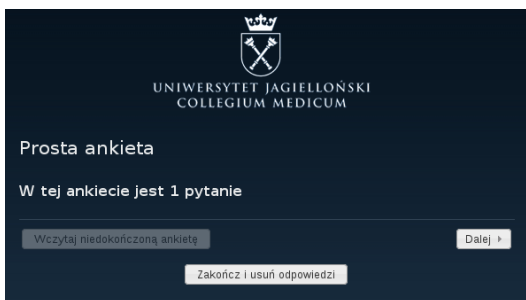 UNIWERSYTET JAGIELLOŃSKI
COLLEGIUM MEDICUM
Prosta ankieta
W tej ankiecie jest 1 pytanie
Wczytaj niedokończoną ankietę
Dalej
Zakończ i usuń odpowiedzi